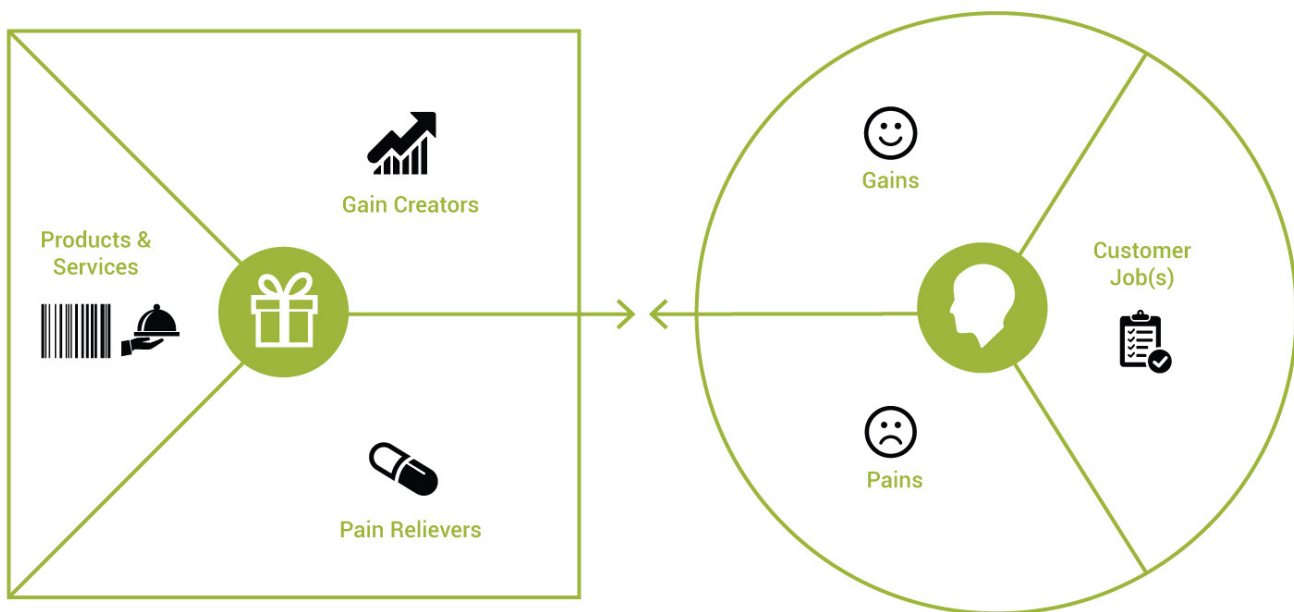 Gain Creators
Products &
Services
Pain Relievers
Gains
Customer
Job(s)
Pains